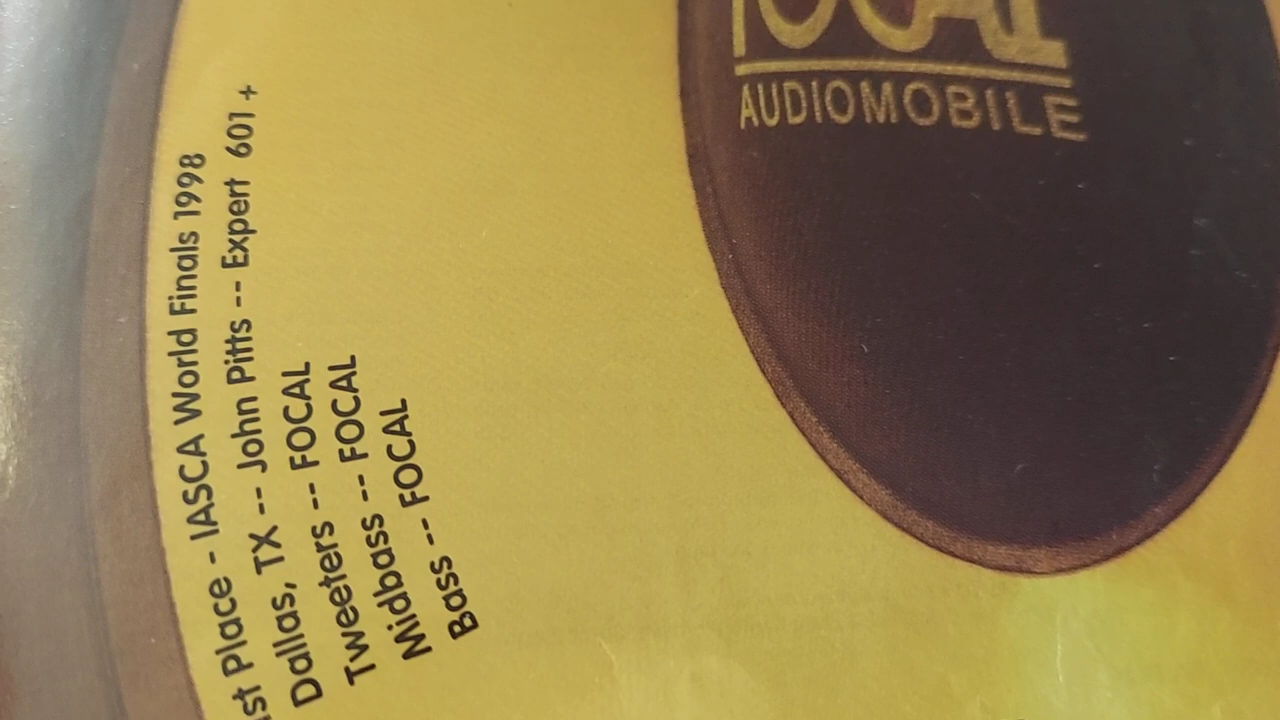 FOCAL
AUDIOMOBILE
st Place - IASCA World Finals 1998
Dallas, TX -- John Pitts -- Expert 601 +
Tweeters -- FOCAL
Midbass -- FOCAL
Bass -- FOCAL